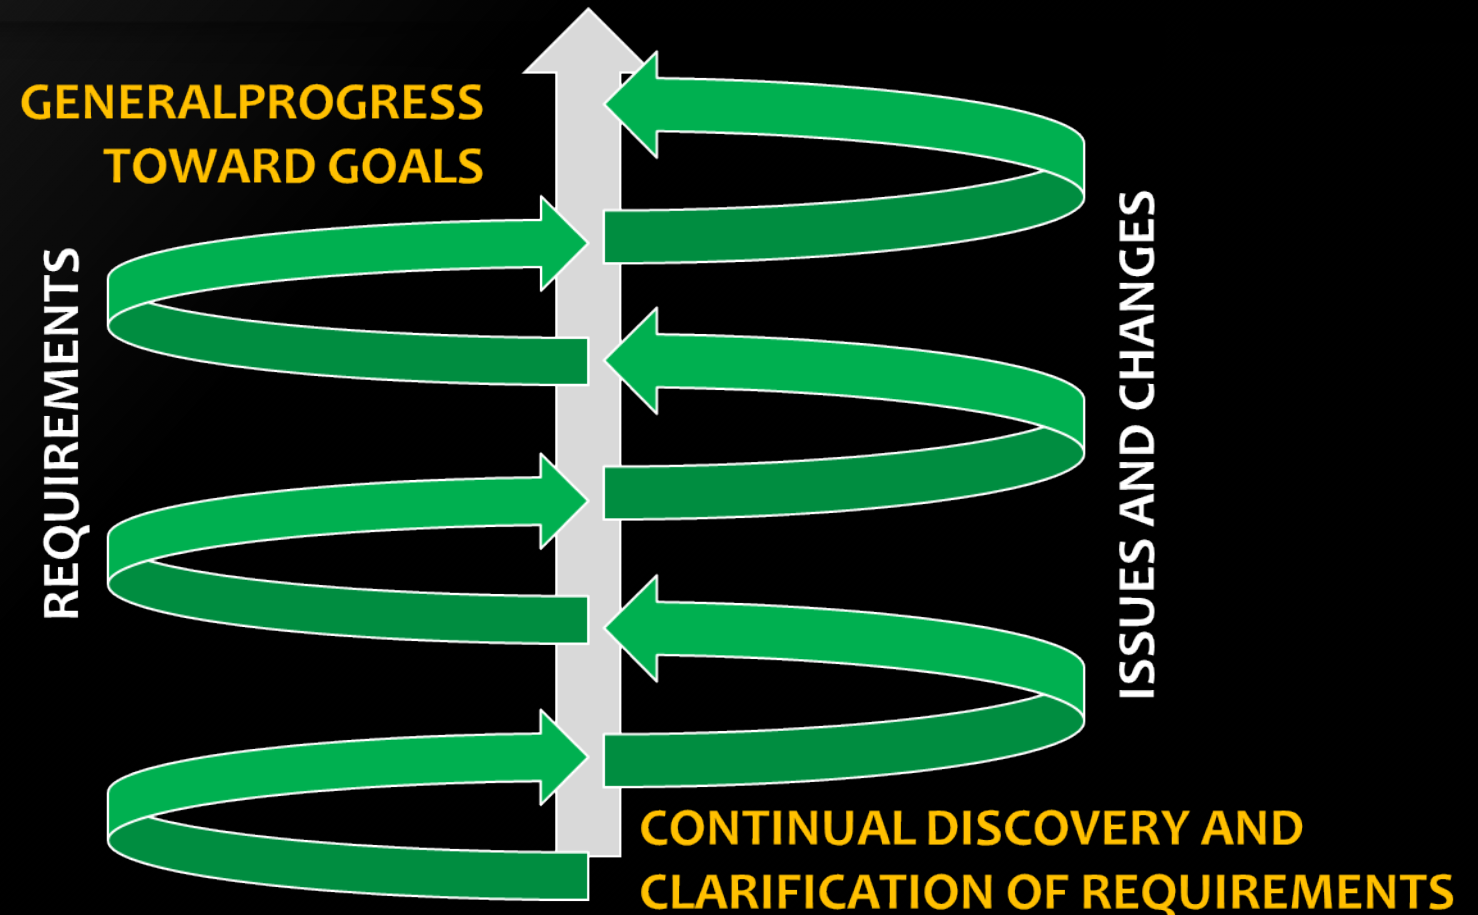 GENERALPROGRESS
TOWARD GOALS
REQUIREMENTS
ISSUES AND CHANGES
CONTINUAL DISCOVERY AND
CLARIFICATION OF REQUIREMENTS